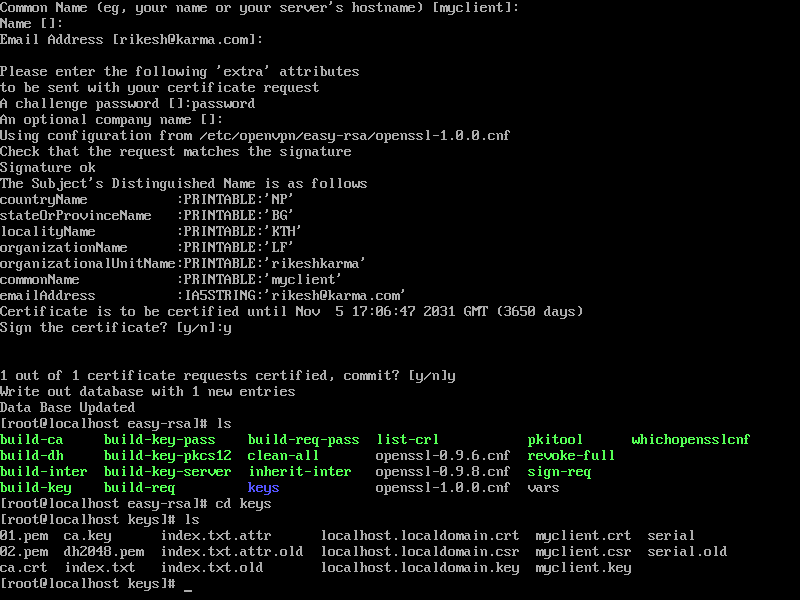 Common Name (eg, your name or your server's hostname) [myclient]:
Name []:
Email Address [rikesh@karma.com]:
Please enter the following 'extra' attributes
to be sent with your certificate request
A challenge password []:password
An optional company name []:
Using configuration from /etc/openvpn/easy-rsa/openssl-1.0.0.cnf
Check that the request matches the signature
Signature ok
The Subject's Distinguished Name is as follows
countryName           :PRINTABLE:'NP'
stateOrProvinceName   :PRINTABLE:'BG'
localityName          :PRINTABLE:'KTH'
organizationName      :PRINTABLE:'LF'
organizationalUnitName:PRINTABLE:'rikeshkarma'
commonName            :PRINTABLE:'myclient'
emailAddress          :IA5STRING:'rikesh@karma.com'
Certificate is to be certified until Nov  5 17:06:47 2031 GMT (3650 days)
Sign the certificate? [y/n]:y
1 out of 1 certificate requests certified, commit? [y/n]y
Write out database with 1 new entries
Data Base Updated
[root@localhost easy-rsa]# ls
build-ca     build-key-pass    build-req-pass  list-crl           pkitool      whichopensslcnf
build-dh     build-key-pkcs12  clean-all       openssl-0.9.6.cnf  revoke-full
build-inter  build-key-server  inherit-inter   openssl-0.9.8.cnf  sign-req
build-key    build-req         keys            openssl-1.0.0.cnf  vars
[root@localhost easy-rsa]# cd keys
[root@localhost keys]# ls
01.pem  ca.key      index.txt.attr      localhost.localdomain.crt  myclient.crt  serial
02.pem  dh2048.pem  index.txt.attr.old  localhost.localdomain.csr  myclient.csr  serial.old
ca.crt  index.txt   index.txt.old       localhost.localdomain.key  myclient.key
[root@localhost keys]# _